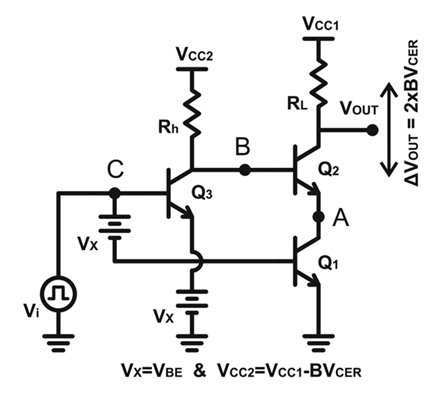 VCC1
VCC2
RL
VOUT
ΔVOUT = 2xBVCER
Rh
B
Q2
C
Q3
A
VX
Q1
Vi
VX
VX=VBE & VCC2=VCC1-BVCER